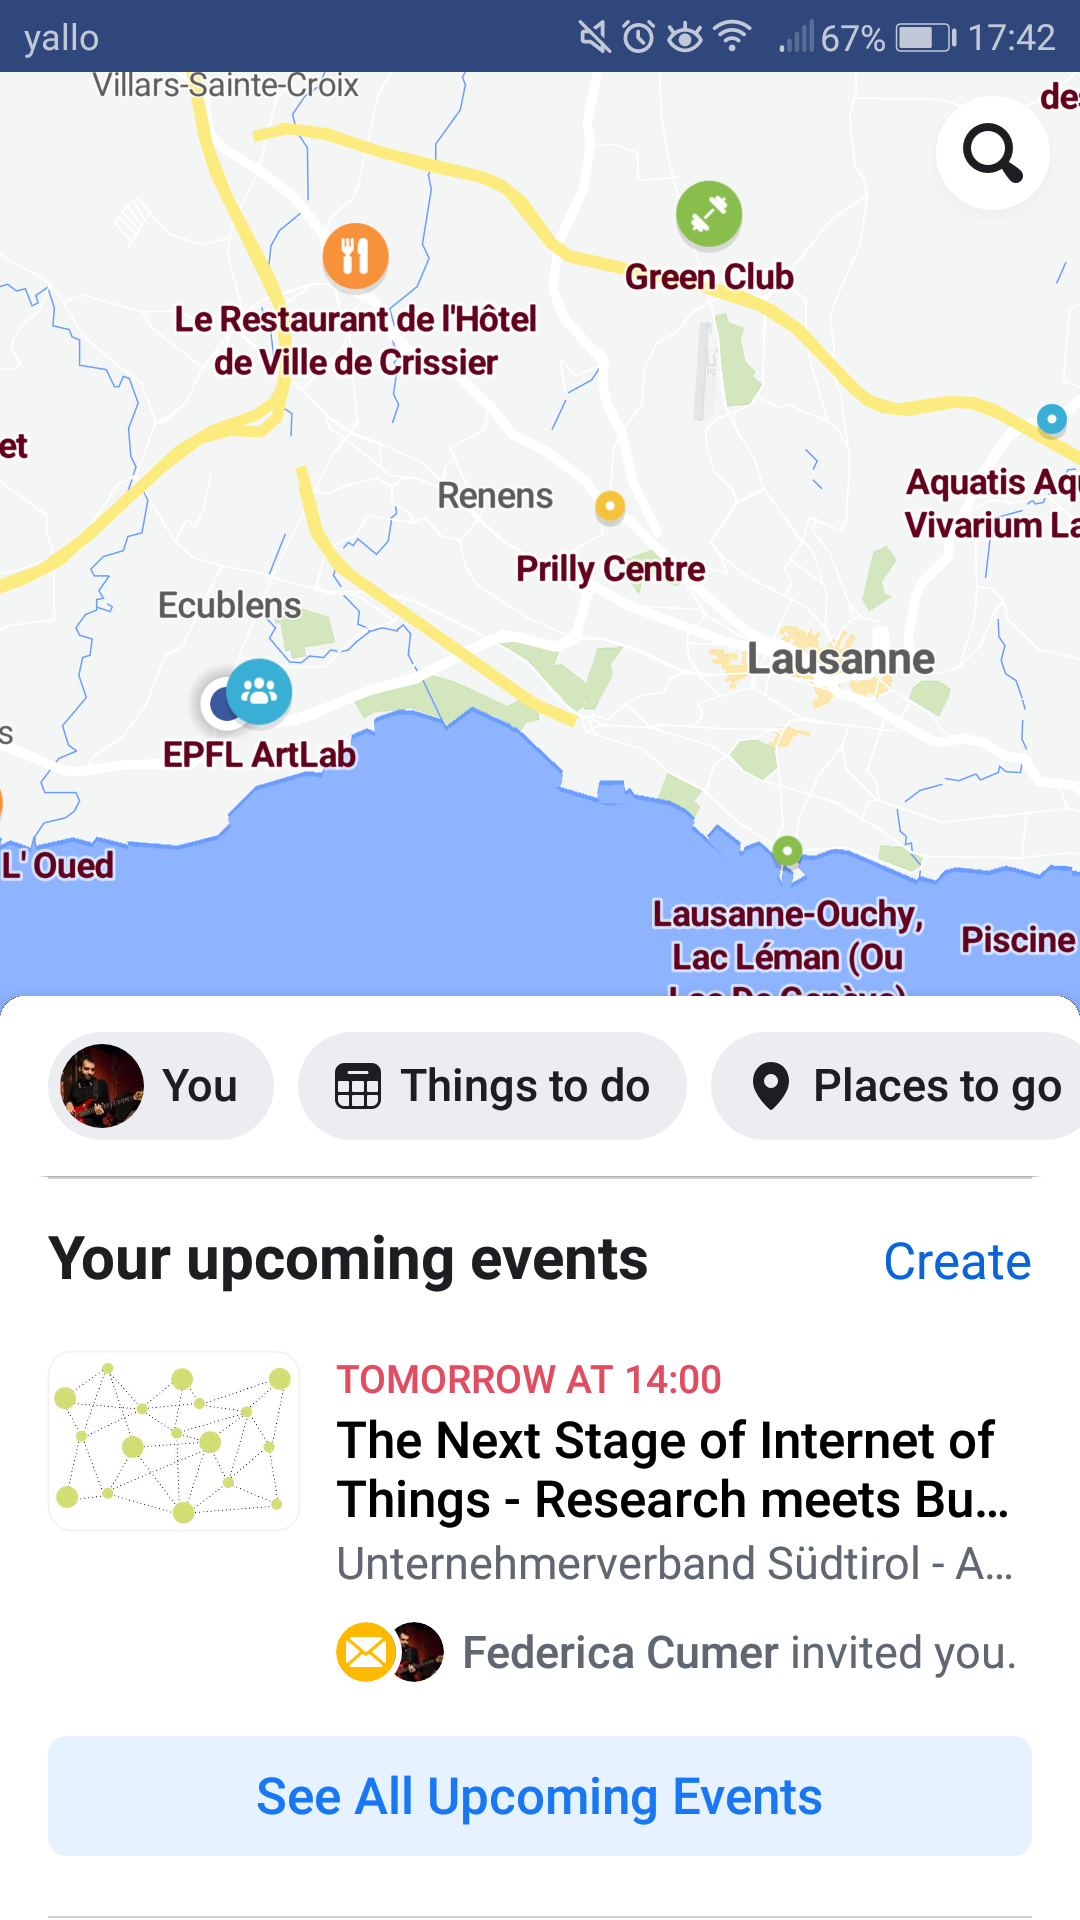 yallo
67%
17:42
Villars-Sainte-Croix
Green Club
Le Restaurant de l'Hôtel
de Ville de Crissier
et
Renens
Aquatis
Vivarium
Prilly Centre
Ecublens
Lausanne
s
EPFL ArtLab
L' Oued
Lausanne-Ouchy,
Lac Léman (Ou
Piscine
You
Things to do
Places to go
Your upcoming events
Create
TOMORROW AT 14:00
The Next Stage of Internet of
Things - Research meets Bu...
Unternehmerverband Südtirol - A...
Federica Cumer invited you.
See All Upcoming Events